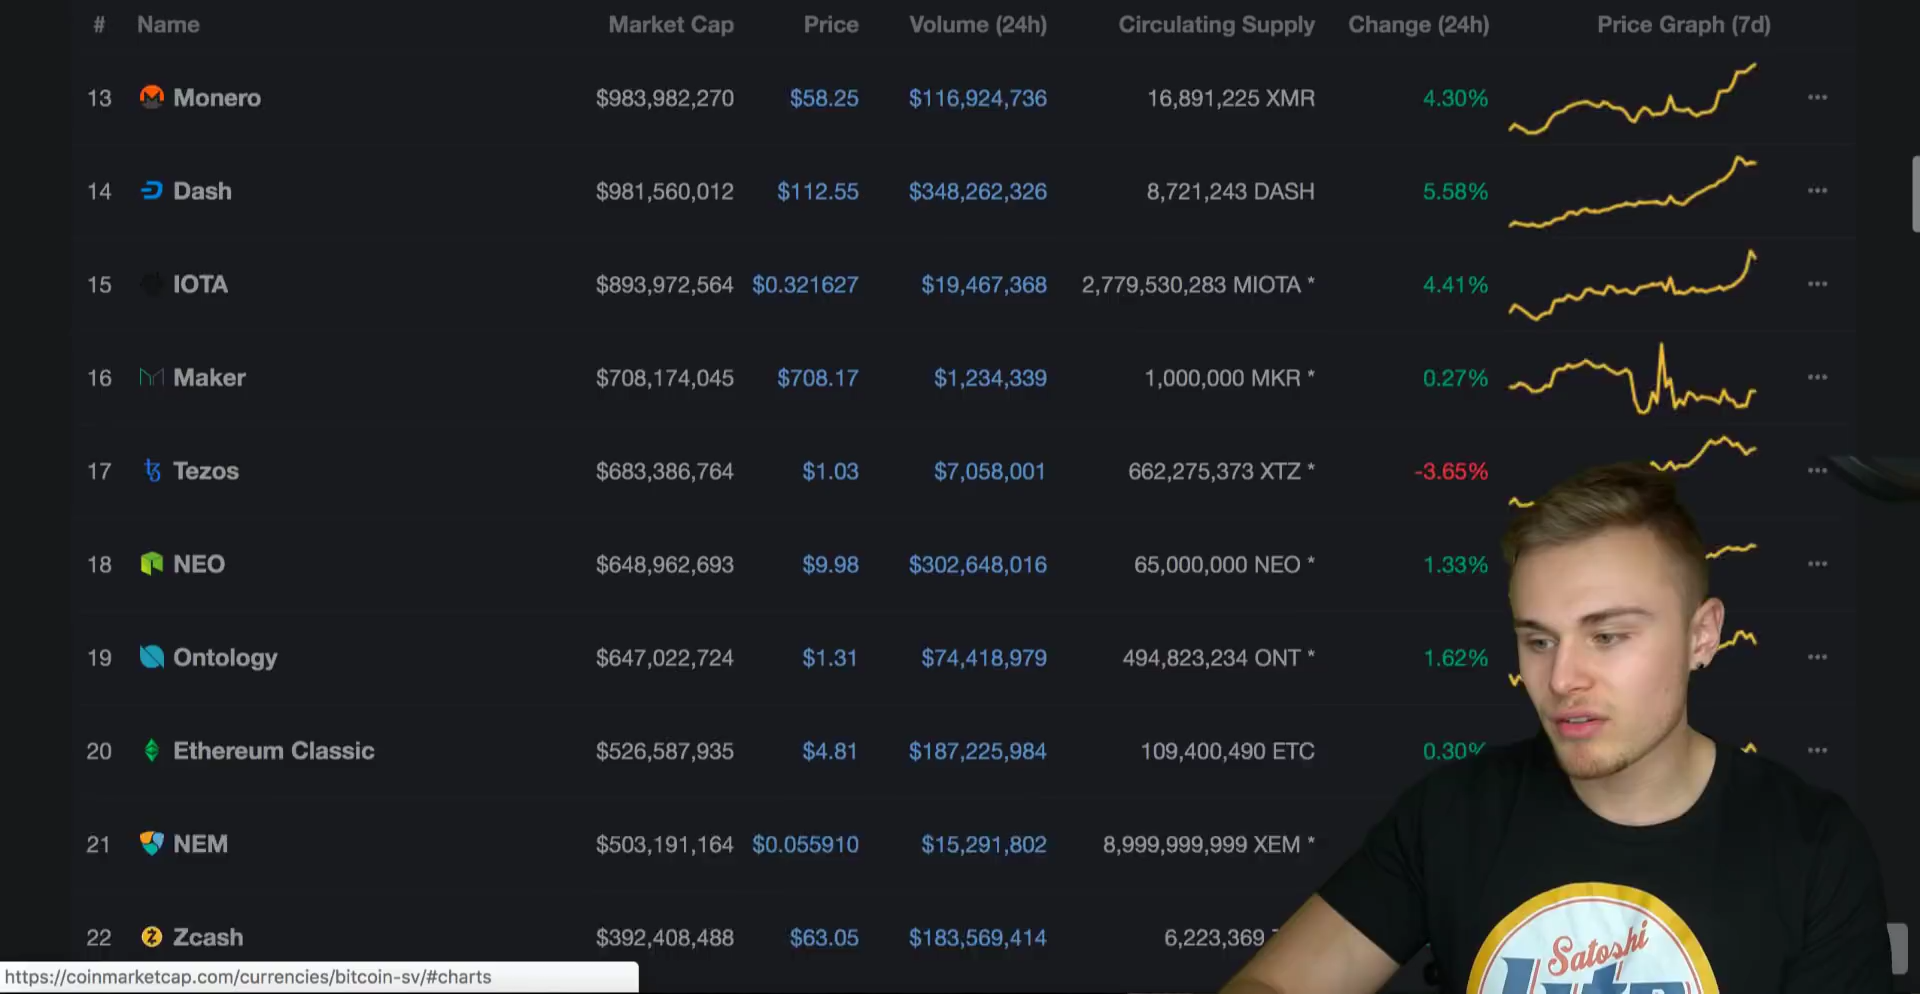 # Name Market Cap Price Volume (24h) Circulating Supply Change (24h) Price Graph (7d)
13 Monero $983,982,270 $58.25 $116,924,736 16,891,225 XMR 4.30%
14 Dash $981,560,012 $112.55 $348,262,326 8,721,243 DASH 5.58%
15 IOTA $893,972,564 $0.321627 $19,467,368 2,779,530,283 MIOTA * 4.41%
16 Maker $708,174,045 $708.17 $1,234,339 1,000,000 MKR * 0.27%
17 Tezos $683,386,764 $1.03 $7,058,001 662,275,373 XTZ * -3.65%
18 NEO $648,962,693 $9.98 $302,648,016 65,000,000 NEO * 1.33%
19 Ontology $647,022,724 $1.31 $74,418,979 494,823,234 ONT * 1.62%
20 Ethereum Classic $526,587,935 $4.81 $187,225,984 109,400,490 ETC 0.30%
21 NEM $503,191,164 $0.055910 $15,291,802 8,999,999,999 XEM *
22 Zcash $392,408,488 $63.05 $183,569,414 6,223,369
Satoshi
https://coinmarketcap.com/currencies/bitcoin-sv/#charts